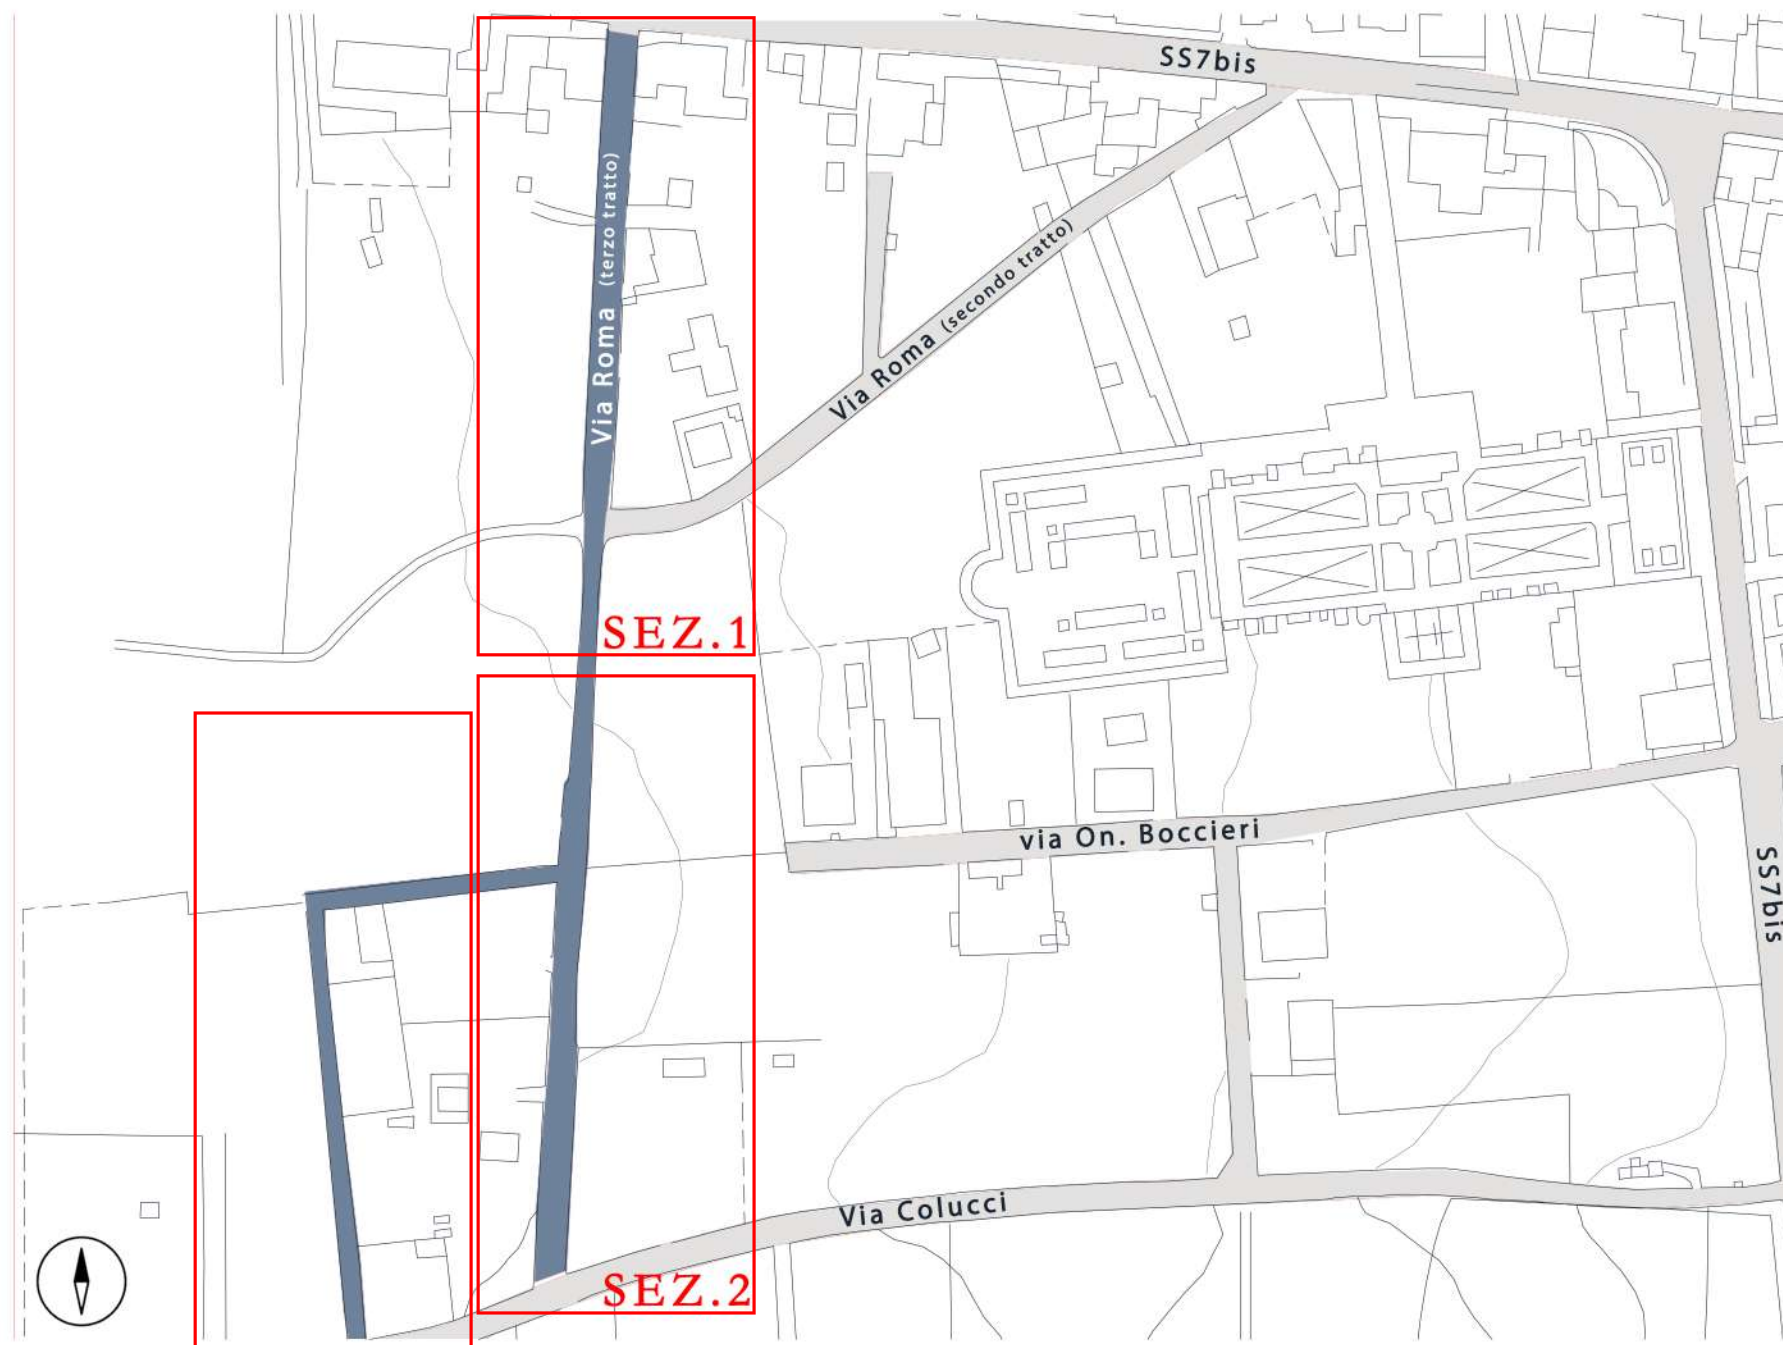 SS7bis
Via Roma (terzo tratto)
Via Roma (secondo tratto)
SEZ.1
via On. Boccieri
SS7bis
Via Colucci
SEZ.2